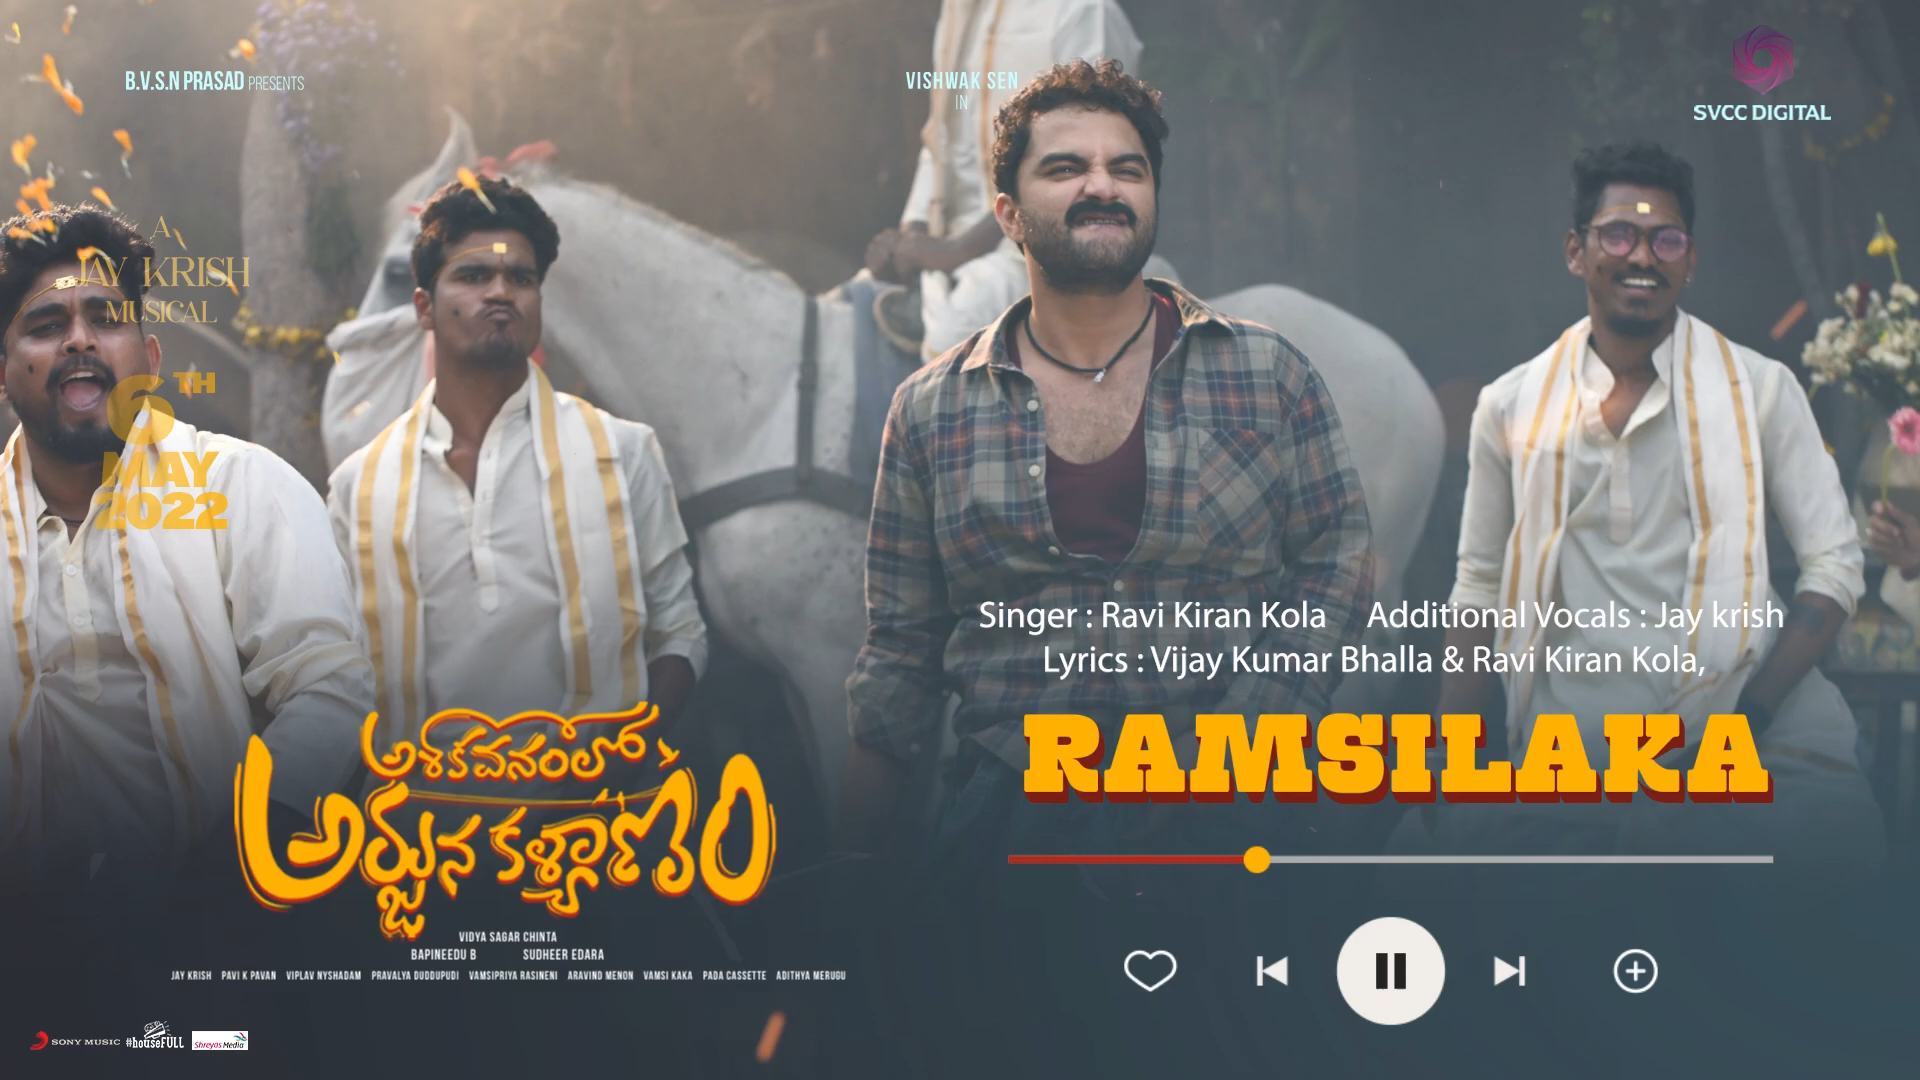 B.V.S.N PRASAD PRESENTS
VISHWAK SEN
IN
SVCC DIGITAL
A
JAY KRISH
MUSICAL
6TH
MAY
2022
Singer : Ravi Kiran Kola Additional Vocals : Jay krish
Lyrics : Vijay Kumar Bhalla & Ravi Kiran Kola,
RAMSILAKA
అశోకవనంలో
అర్జున కళ్యాణం
VIDYA SAGAR CHINTA
BAPINEEDU B SUDHEER EDARA
JAY KRISH PAVI K PAVAN VIPLAV NYSHADAM PRAVALYA DUDDUPUDI VAMSIPRIYA RASINENI ARAVIND MENON VAMSI KAKA PADA CASSETTE ADITHYA MERUGU
SONY MUSIC #houseFULL Shreyas Media